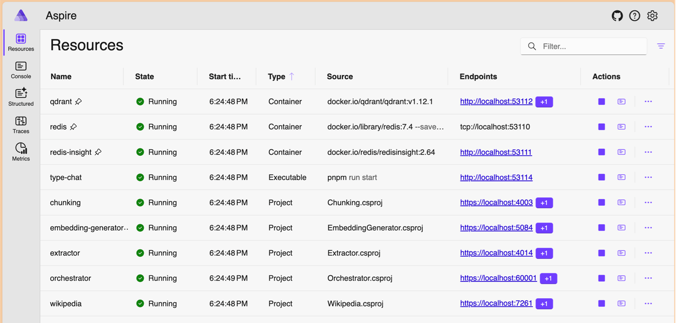 Aspire
Resources
Filter...
Resources
Console
Structured
Traces
Metrics
Name State Start ti... Type Source Endpoints Actions
qdrant Running 6:24:48 PM Container docker.io/qdrant/qdrant:v1.12.1 http://localhost:53112 +1
redis Running 6:24:48 PM Container docker.io/library/redis:7.4 --save... tcp://localhost:53110
redis-insight Running 6:24:48 PM Container docker.io/redis/redisinsight:2.64 http://localhost:53111
type-chat Running 6:24:48 PM Executable pnpm run start http://localhost:53114
chunking Running 6:24:48 PM Project Chunking.csproj https://localhost:4003 +1
embedding-generator... Running 6:24:48 PM Project EmbeddingGenerator.csproj https://localhost:5084 +1
extractor Running 6:24:48 PM Project Extractor.csproj https://localhost:4014 +1
orchestrator Running 6:24:49 PM Project Orchestrator.csproj https://localhost:60001 +1
wikipedia Running 6:24:48 PM Project Wikipedia.csproj https://localhost:7261 +1